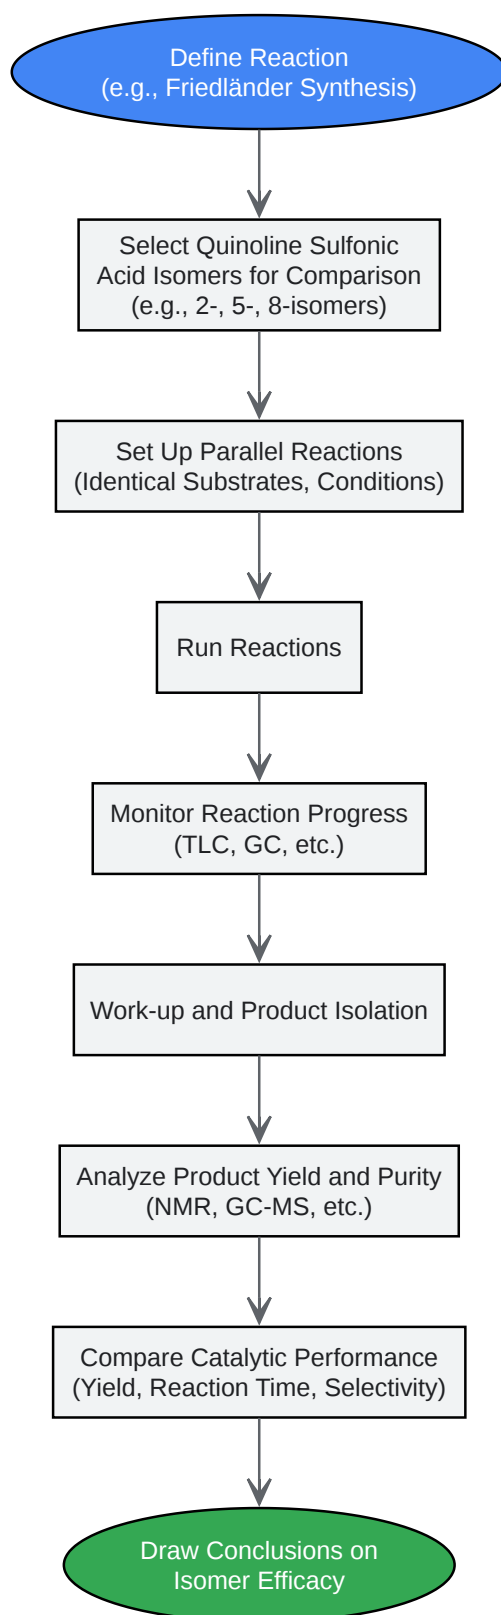 Define Reaction
(e.g., Friedländer Synthesis)
Select Quinoline Sulfonic
Acid Isomers for Comparison
(e.g., 2-, 5-, 8-isomers)
Set Up Parallel Reactions
(Identical Substrates, Conditions)
Run Reactions
Monitor Reaction Progress
(TLC, GC, etc.)
Work-up and Product Isolation
Analyze Product Yield and Purity
(NMR, GC-MS, etc.)
Compare Catalytic Performance
(Yield, Reaction Time, Selectivity)
Draw Conclusions on
Isomer Efficacy